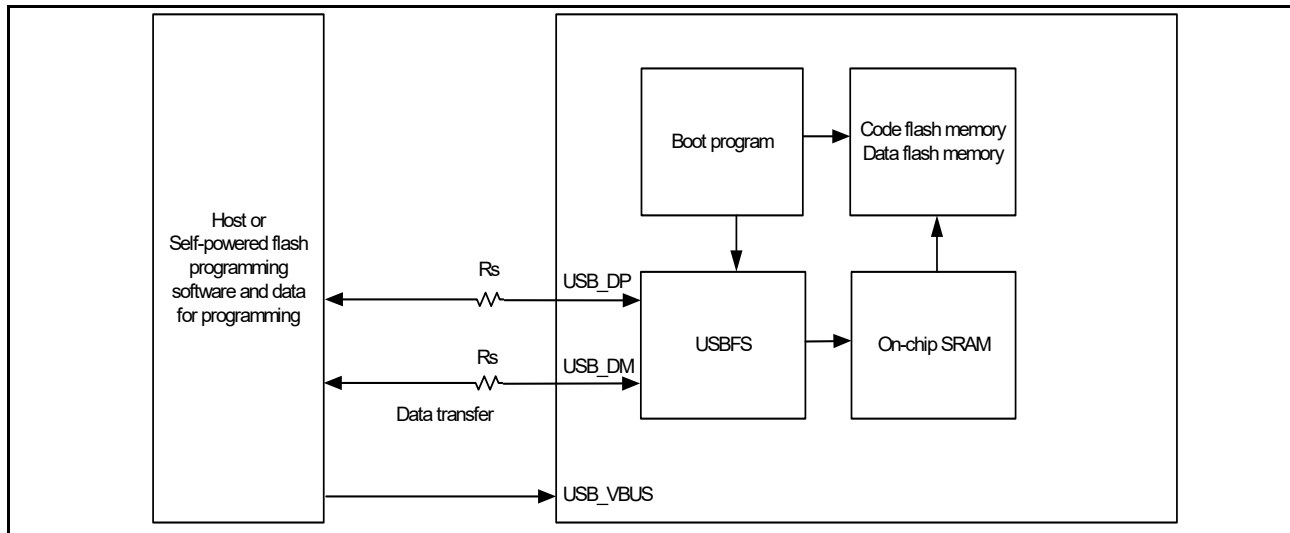 Boot program
Code flash memory
Data flash memory
Host or
Self-powered flash
programming
software and data
for programming
Rs
USB_DP
USBFS
On-chip SRAM
Rs
USB_DM
Data transfer
USB_VBUS